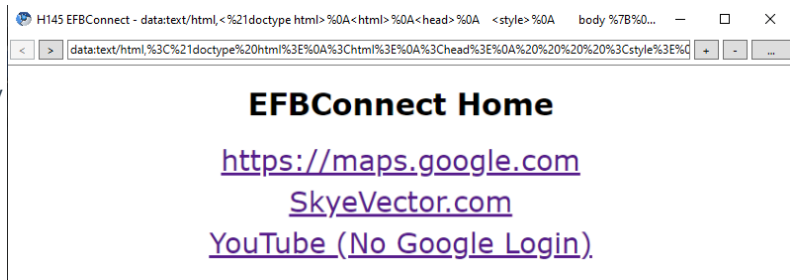 H145 EFBConnect - data:text/html,<%21doctype html>%0A<html>%0A<head>%0A <style>%0A body %7B%0...
< > data:text/html,%3C%21doctype%20html%3E%0A%3Chtml%3E%0A%3Chead%3E%0A%20%20%20%20%3Cstyle%3E%0 + - ...
EFBConnect Home
https://maps.google.com
SkyeVector.com
YouTube (No Google Login)